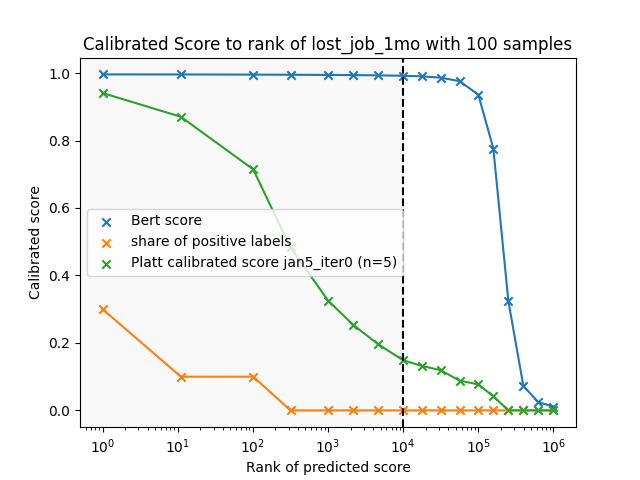 Calibrated Score to rank of lost_job_1mo with 100 samples
1.0
0.8
0.6
0.4
0.2
0.0
Calibrated score
Bert score
share of positive labels
Platt calibrated score jan5_iter0 (n=5)
10⁰ 10¹ 10² 10³ 10⁴ 10⁵ 10⁶
Rank of predicted score